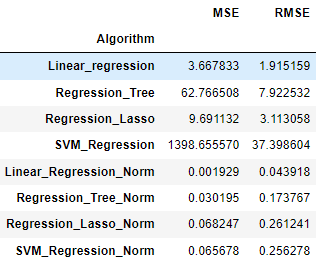 MSE RMSE
Algorithm
Linear_regression 3.667833 1.915159
Regression_Tree 62.766508 7.922532
Regression_Lasso 9.691132 3.113058
SVM_Regression 1398.655570 37.398604
Linear_Regression_Norm 0.001929 0.043918
Regression_Tree_Norm 0.030195 0.173767
Regression_Lasso_Norm 0.068247 0.261241
SVM_Regression_Norm 0.065678 0.256278